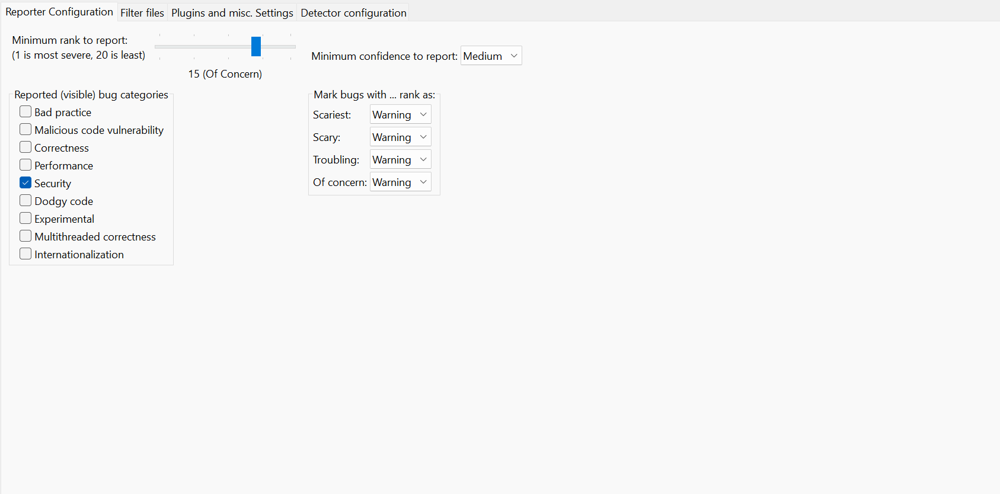 Reporter Configuration Filter files Plugins and misc. Settings Detector configuration
Minimum rank to report:
(1 is most severe, 20 is least)
15 (Of Concern)
Minimum confidence to report: Medium
Reported (visible) bug categories
Bad practice
Malicious code vulnerability
Correctness
Performance
Security
Dodgy code
Experimental
Multithreaded correctness
Internationalization
Mark bugs with ... rank as:
Scariest: Warning
Scary: Warning
Troubling: Warning
Of concern: Warning